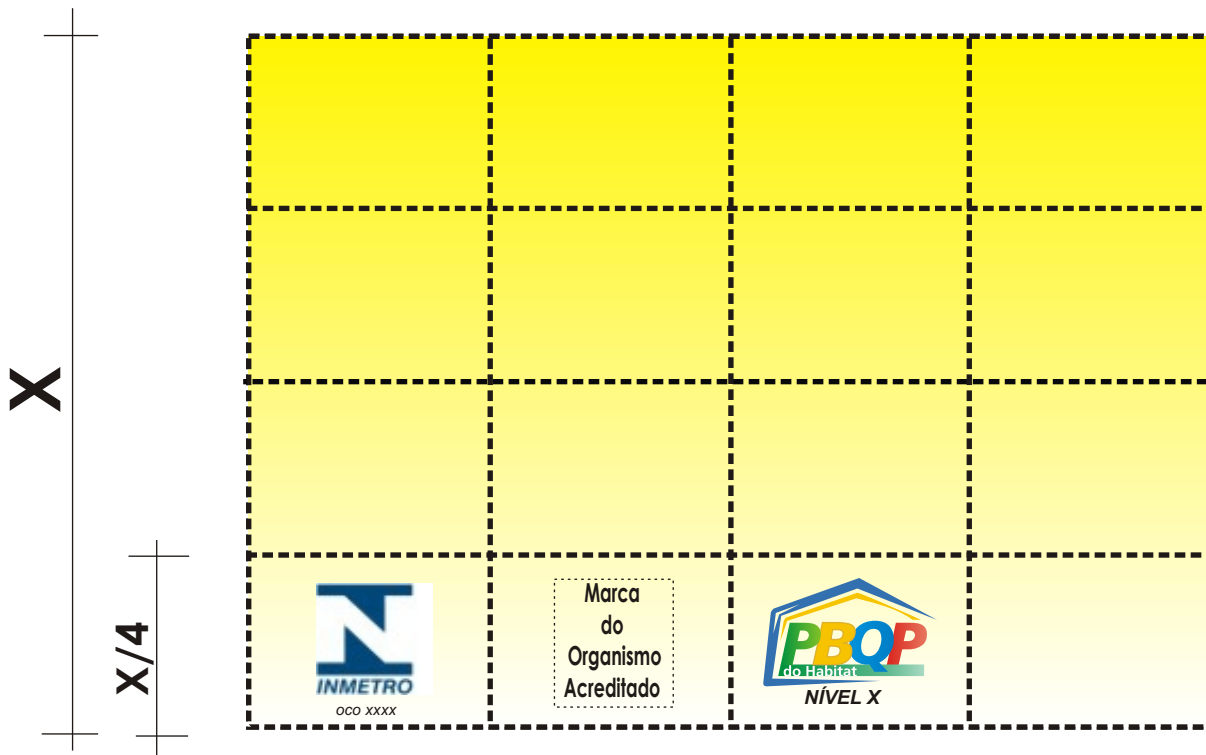 X
X/4
INMETRO
OCO XXXX
Marca
do
Organismo
Acreditado
PBQP
do Habitat
NÍVEL X